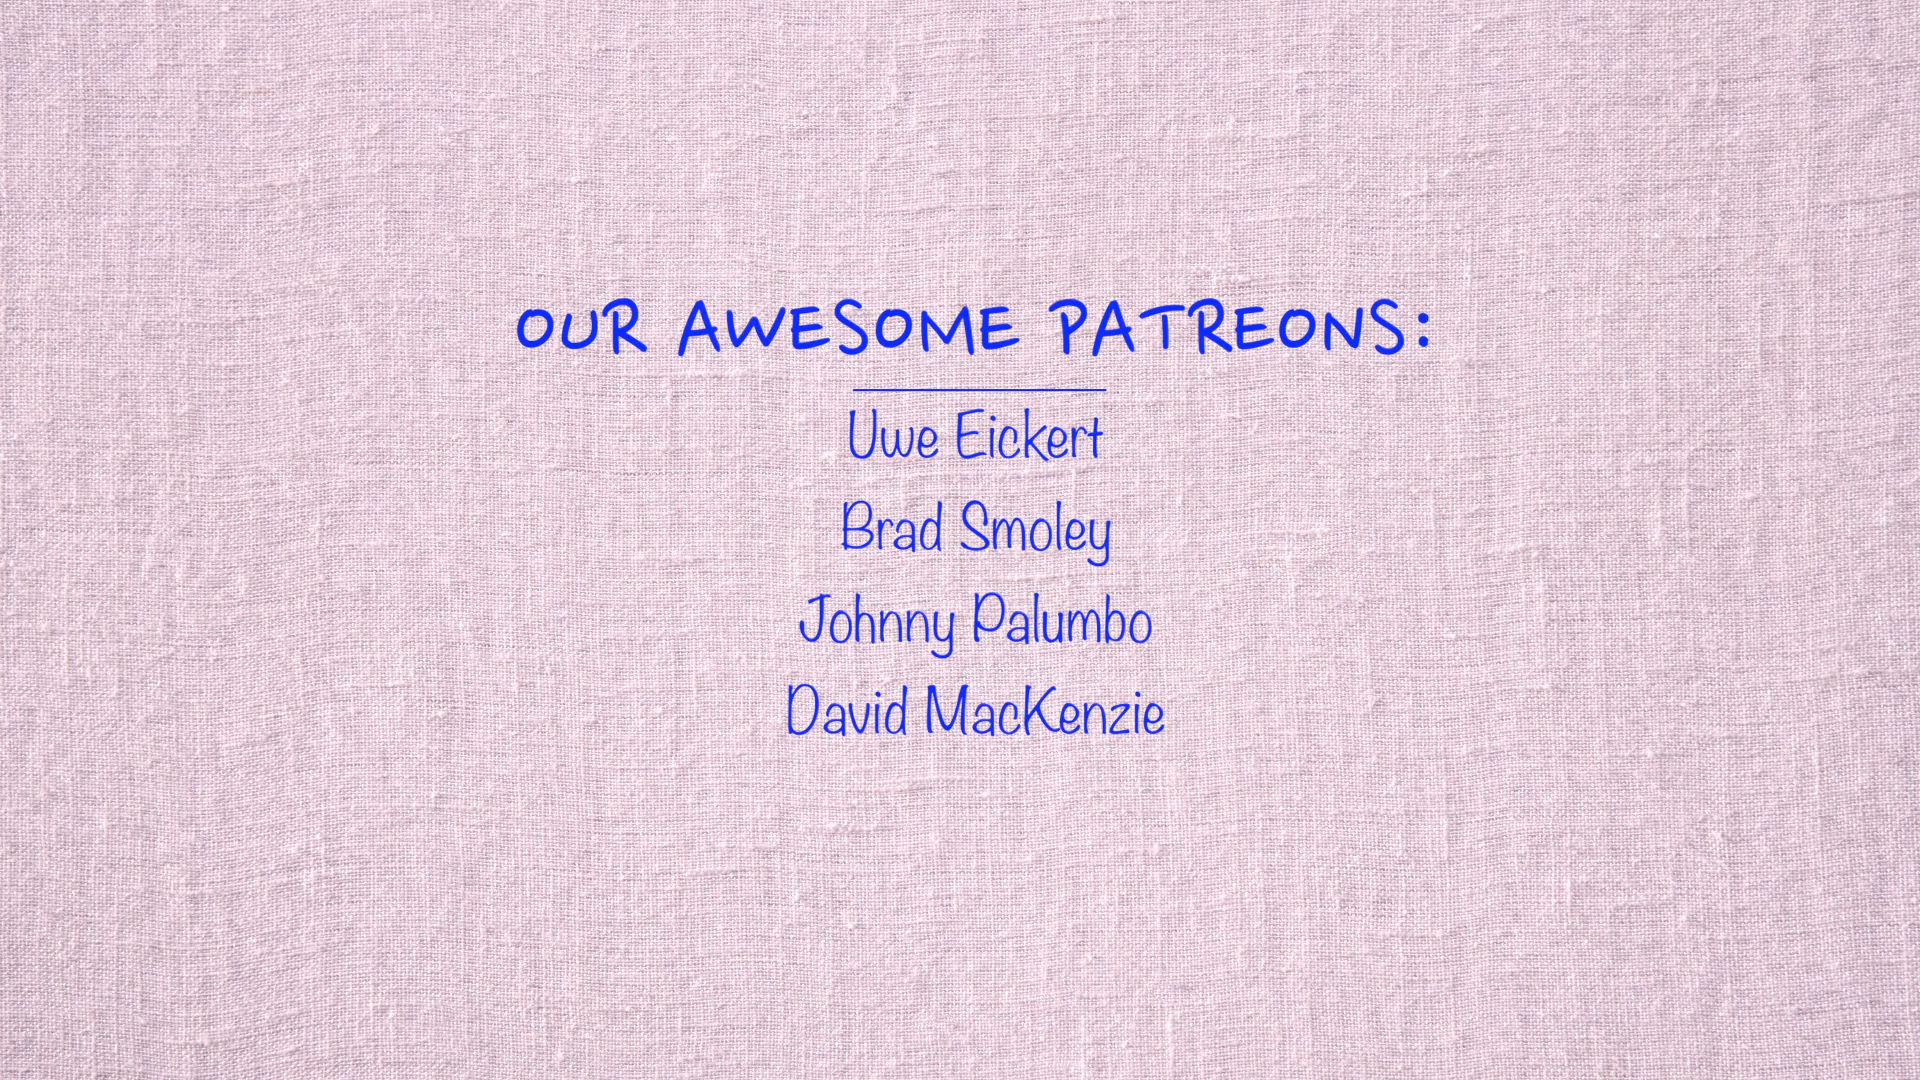 OUR AWESOME PATREONS:
Uwe Eickert
Brad Smoley
Johnny Palumbo
David MacKenzie